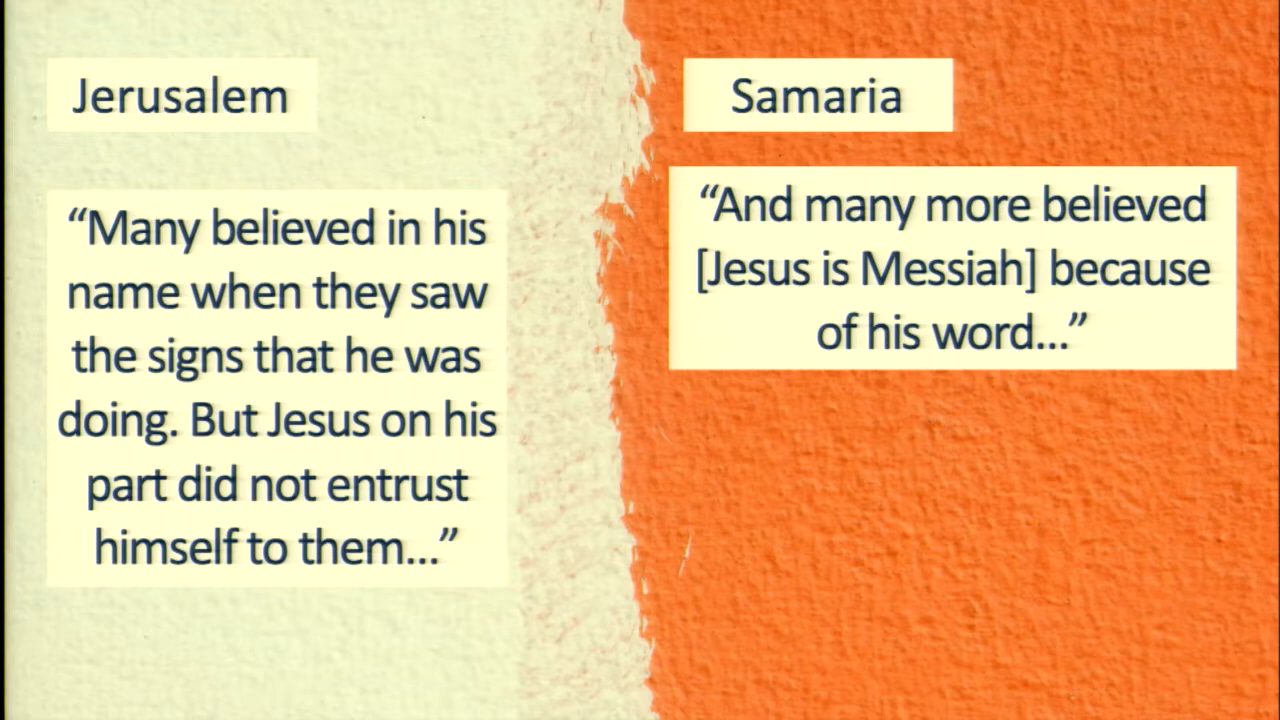 Jerusalem
“Many believed in his
name when they saw
the signs that he was
doing. But Jesus on his
part did not entrust
himself to them...”
Samaria
“And many more believed
[Jesus is Messiah] because
of his word...”